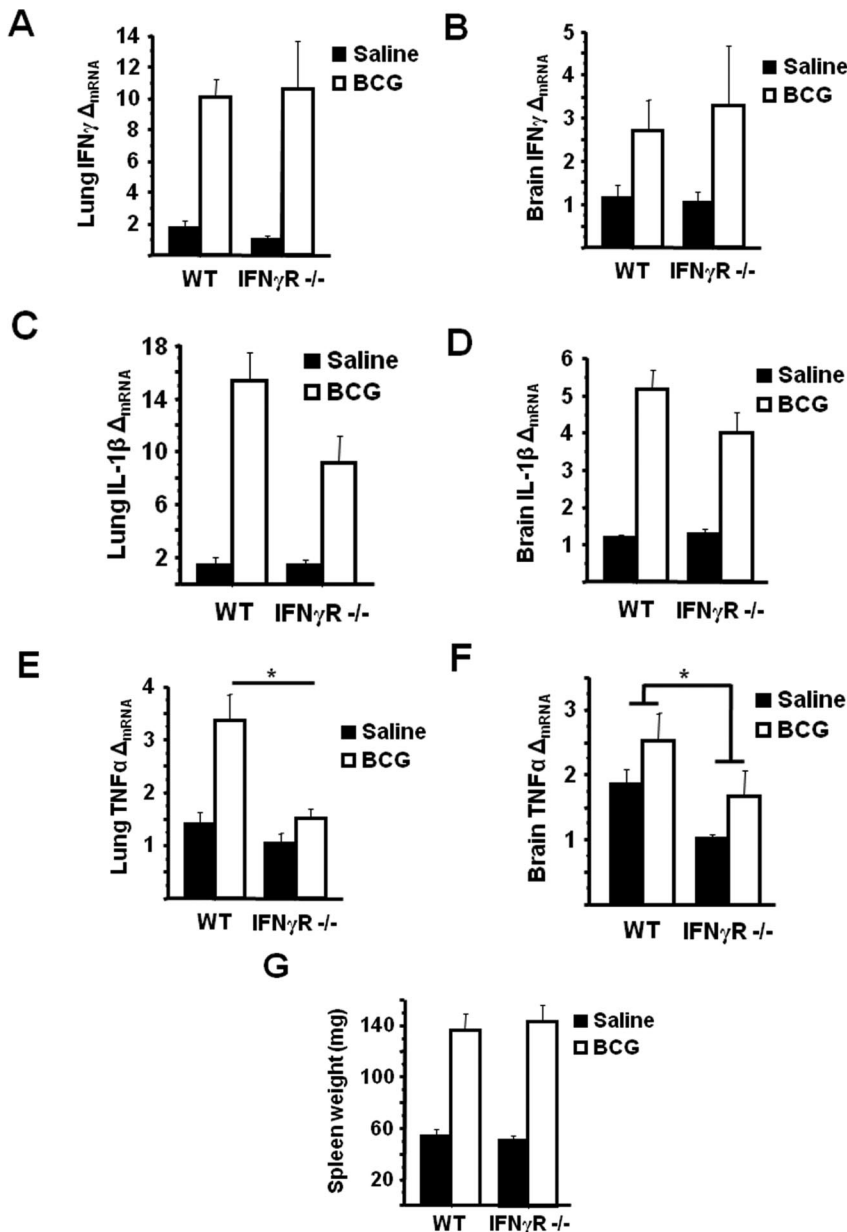 A
Lung IFNγ ΔmRNA
14
12
10
8
6
4
2
Saline
BCG
WT IFNγR -/-
B
Brain IFNγ ΔmRNA
5
4
3
2
1
Saline
BCG
WT IFNγR -/-
C
Lung IL-1β ΔmRNA
18
14
10
6
2
Saline
BCG
WT IFNγR -/-
D
Brain IL-1β ΔmRNA
6
5
4
3
2
1
Saline
BCG
WT IFNγR -/-
E
Lung TNFα ΔmRNA
4
3
2
1
*
Saline
BCG
WT IFNγR -/-
F
Brain TNFα ΔmRNA
3
2
1
*
Saline
BCG
WT IFNγR -/-
G
Spleen weight (mg)
140
100
60
20
Saline
BCG
WT IFNγR -/-